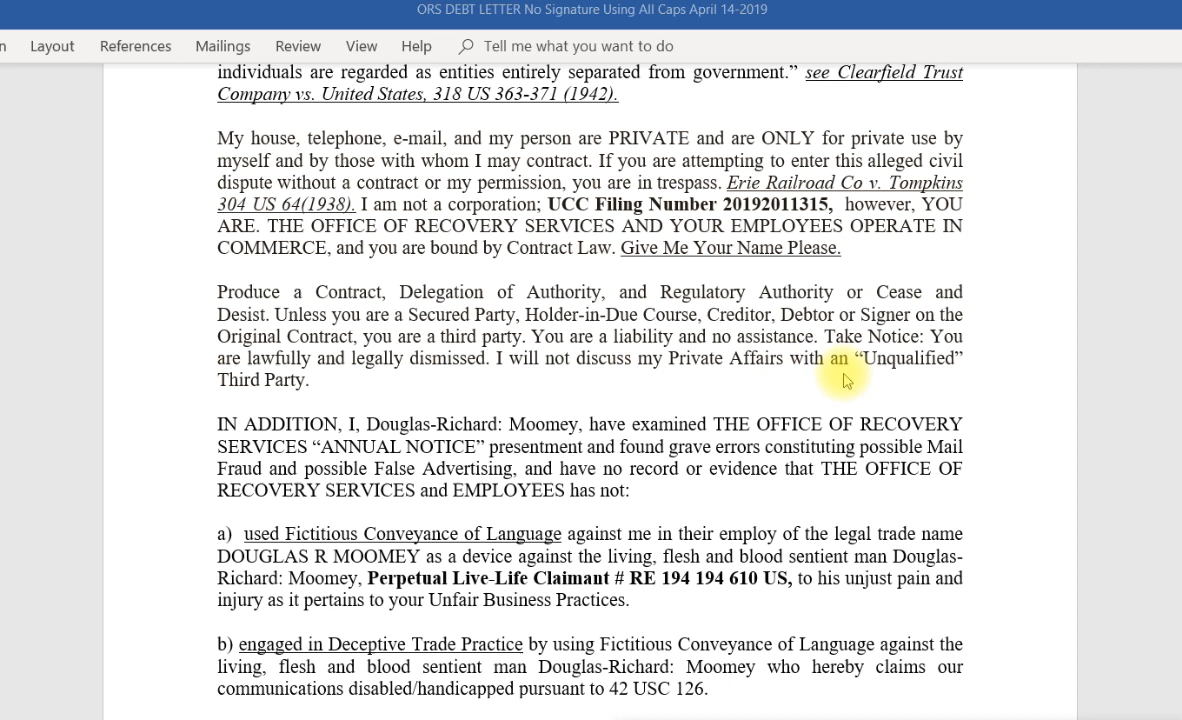 ORS DEBT LETTER No Signature Using All Caps April 14-2019
n Layout References Mailings Review View Help Tell me what you want to do
individuals are regarded as entities entirely separated from government.” see Clearfield Trust
Company vs. United States, 318 US 363-371 (1942).
My house, telephone, e-mail, and my person are PRIVATE and are ONLY for private use by
myself and by those with whom I may contract. If you are attempting to enter this alleged civil
dispute without a contract or my permission, you are in trespass. Erie Railroad Co v. Tompkins
304 US 64(1938). I am not a corporation; UCC Filing Number 20192011315, however, YOU
ARE. THE OFFICE OF RECOVERY SERVICES AND YOUR EMPLOYEES OPERATE IN
COMMERCE, and you are bound by Contract Law. Give Me Your Name Please.
Produce a Contract, Delegation of Authority, and Regulatory Authority or Cease and
Desist. Unless you are a Secured Party, Holder-in-Due Course, Creditor, Debtor or Signer on the
Original Contract, you are a third party. You are a liability and no assistance. Take Notice: You
are lawfully and legally dismissed. I will not discuss my Private Affairs with an “Unqualified”
Third Party.
IN ADDITION, I, Douglas-Richard: Moomey, have examined THE OFFICE OF RECOVERY
SERVICES “ANNUAL NOTICE” presentment and found grave errors constituting possible Mail
Fraud and possible False Advertising, and have no record or evidence that THE OFFICE OF
RECOVERY SERVICES and EMPLOYEES has not:
a) used Fictitious Conveyance of Language against me in their employ of the legal trade name
DOUGLAS R MOOMEY as a device against the living, flesh and blood sentient man Douglas-
Richard: Moomey, Perpetual Live-Life Claimant # RE 194 194 610 US, to his unjust pain and
injury as it pertains to your Unfair Business Practices.
b) engaged in Deceptive Trade Practice by using Fictitious Conveyance of Language against the
living, flesh and blood sentient man Douglas-Richard: Moomey who hereby claims our
communications disabled/handicapped pursuant to 42 USC 126.